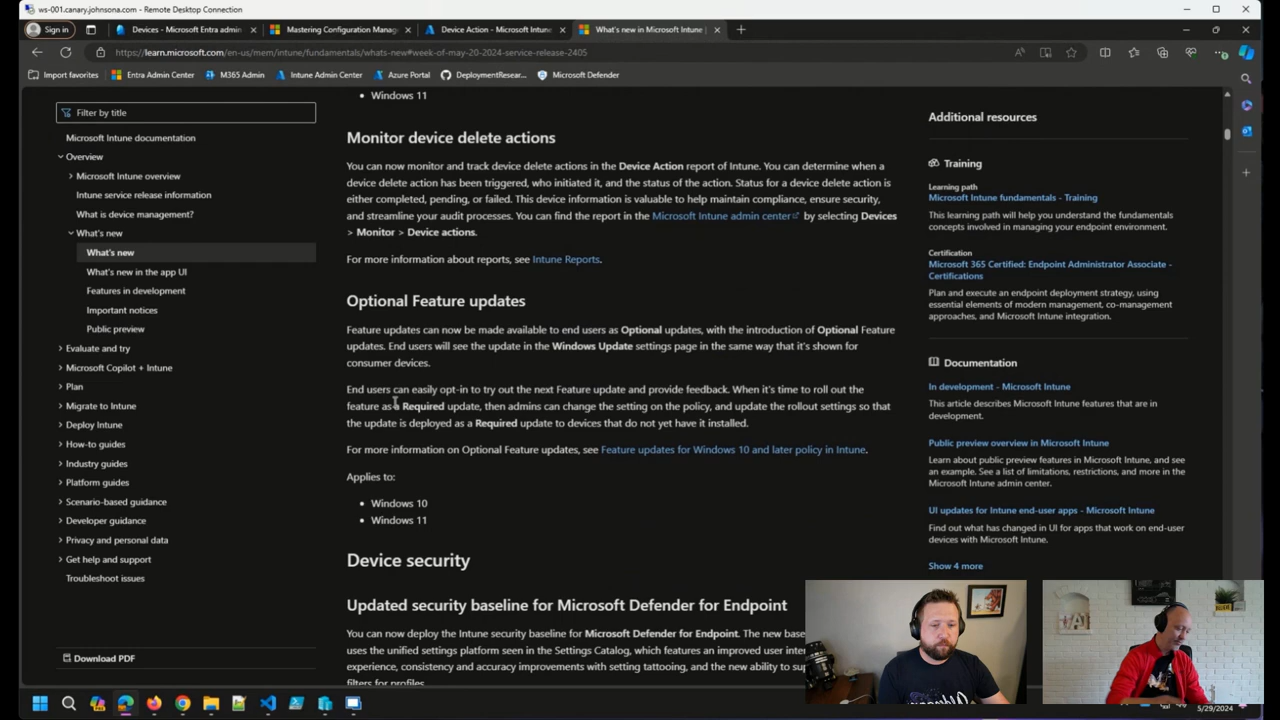 ws-001.canary.johnsona.com - Remote Desktop Connection
Sign in
Devices - Microsoft Entra admin
Mastering Configuration Manag
Device Action - Microsoft Intune
What's new in Microsoft Intune |
https://learn.microsoft.com/en-us/mem/intune/fundamentals/whats-new#week-of-may-20-2024-service-release-2405
Import favorites
Entra Admin Center
M365 Admin
Intune Admin Center
Azure Portal
DeploymentResear...
Microsoft Defender
Filter by title
Microsoft Intune documentation
Overview
Microsoft Intune overview
Intune service release information
What is device management?
What's new
What's new
What's new in the app UI
Features in development
Important notices
Public preview
Evaluate and try
Microsoft Copilot + Intune
Plan
Migrate to Intune
Deploy Intune
How-to guides
Industry guides
Platform guides
Scenario-based guidance
Developer guidance
Privacy and personal data
Get help and support
Troubleshoot issues
Download PDF
• Windows 11
Monitor device delete actions
You can now monitor and track device delete actions in the Device Action report of Intune. You can determine when a
device delete action has been triggered, who initiated it, and the status of the action. Status for a device delete action is
either completed, pending, or failed. This device information is valuable to help maintain compliance, ensure security,
and streamline your audit processes. You can find the report in the Microsoft Intune admin center by selecting Devices
> Monitor > Device actions.
For more information about reports, see Intune Reports.
Optional Feature updates
Feature updates can now be made available to end users as Optional updates, with the introduction of Optional Feature
updates. End users will see the update in the Windows Update settings page in the same way that it's shown for
consumer devices.
End users can easily opt-in to try out the next Feature update and provide feedback. When it's time to roll out the
feature as a Required update, then admins can change the setting on the policy, and update the rollout settings so that
the update is deployed as a Required update to devices that do not yet have it installed.
For more information on Optional Feature updates, see Feature updates for Windows 10 and later policy in Intune.
Applies to:
• Windows 10
• Windows 11
Device security
Updated security baseline for Microsoft Defender for Endpoint
You can now deploy the Intune security baseline for Microsoft Defender for Endpoint. The new base
uses the unified settings platform seen in the Settings Catalog, which features an improved user inter
experience, consistency and accuracy improvements with setting tattooing, and the new ability to sup
filters for profiles.
Additional resources
Training
Learning path
Microsoft Intune fundamentals - Training
This learning path will help you understand the fundamentals
concepts involved in managing your endpoint environment.
Certification
Microsoft 365 Certified: Endpoint Administrator Associate -
Certifications
Plan and execute an endpoint deployment strategy, using
essential elements of modern management, co-management
approaches, and Microsoft Intune integration.
Documentation
In development - Microsoft Intune
This article describes Microsoft Intune features that are in
development.
Public preview overview in Microsoft Intune
Learn about public preview features in Microsoft Intune, and see
an example. See a list of limitations, restrictions, and more in the
Microsoft Intune admin center.
UI updates for Intune end-user apps - Microsoft Intune
Find out what has changed in UI for apps that work on end-user
devices with Microsoft Intune.
Show 4 more
5/29/2024